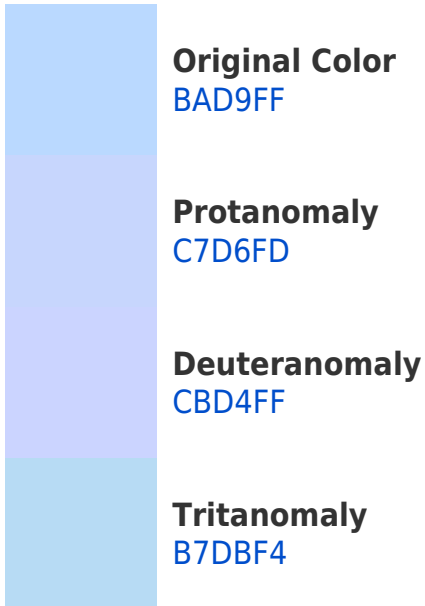 Original Color
BAD9FF
Protanomaly
C7D6FD
Deuteranomaly
CBD4FF
Tritanomaly
B7DBF4